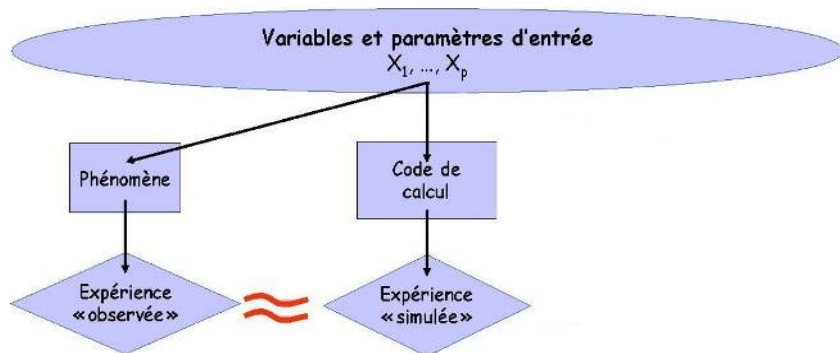 Variables et paramètres d'entrée
X₁, ..., Xₚ
Phénomène
Code de
calcul
Expérience
«observée»
≈
Expérience
«simulée»